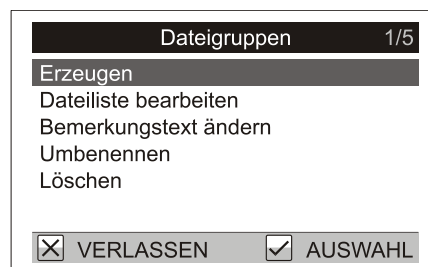 Dateigruppen 1/5
Erzeugen
Dateiliste bearbeiten
Bemerkungstext ändern
Umbenennen
Löschen
VERLASSEN AUSWAHL